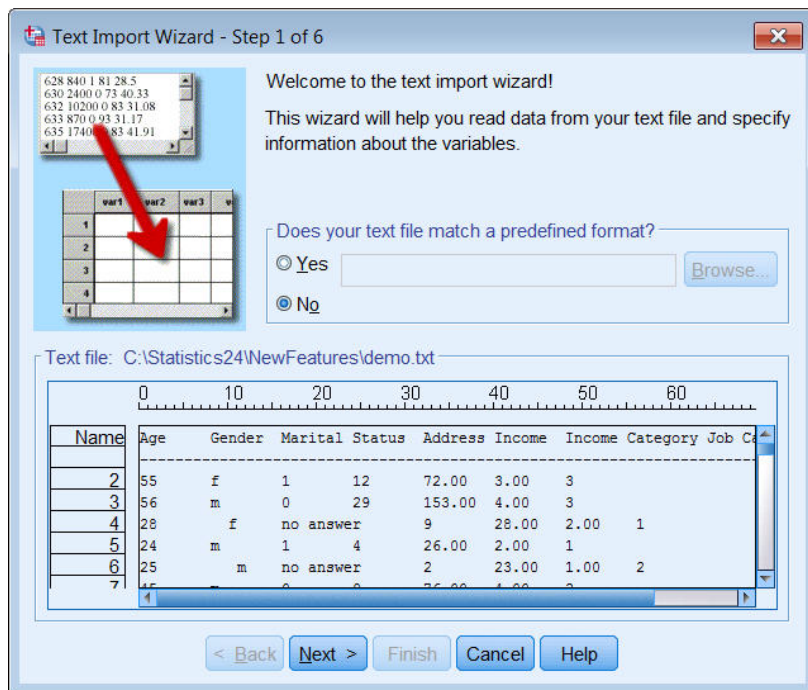 Text Import Wizard - Step 1 of 6
628 840 1 81 28.5
630 2400 0 73 40.33
632 10200 0 83 31.08
633 870 0 93 31.17
635 1740 83 41.91
var1 var2 var3
1
2
3
4
Welcome to the text import wizard!
This wizard will help you read data from your text file and specify
information about the variables.
Does your text file match a predefined format?
Yes Browse...
No
Text file: C:\Statistics24\NewFeatures\demo.txt
0 10 20 30 40 50 60
Name Age Gender Marital Status Address Income Income Category Job
2 55 f 1 12 72.00 3.00 3
3 56 m 0 29 153.00 4.00 3
4 28 f no answer 9 28.00 2.00 1
5 24 m 1 4 26.00 2.00 1
6 25 m no answer 2 23.00 1.00 2
7
< Back Next > Finish Cancel Help